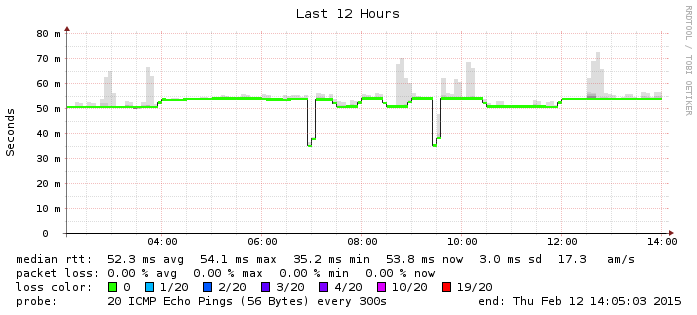 Last 12 Hours
RRDTOOL / TOBI OETIKER
Seconds
80 m
70 m
60 m
50 m
40 m
30 m
20 m
10 m
0
04:00 06:00 08:00 10:00 12:00 14:00
median rtt: 52.3 ms avg 54.1 ms max 35.2 ms min 53.8 ms now 3.0 ms sd 17.3 am/s
packet loss: 0.00 % avg 0.00 % max 0.00 % min 0.00 % now
loss color: 0 1/20 2/20 3/20 4/20 10/20 19/20
probe: 20 ICMP Echo Pings (56 Bytes) every 300s end: Thu Feb 12 14:05:03 2015